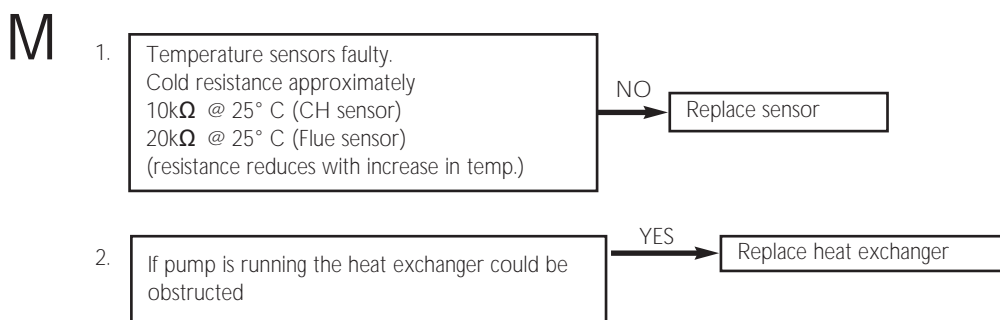 M
1.
Temperature sensors faulty.
Cold resistance approximately
10kΩ @ 25° C (CH sensor)
20kΩ @ 25° C (Flue sensor)
(resistance reduces with increase in temp.)
NO
Replace sensor
2.
If pump is running the heat exchanger could be
obstructed
YES
Replace heat exchanger